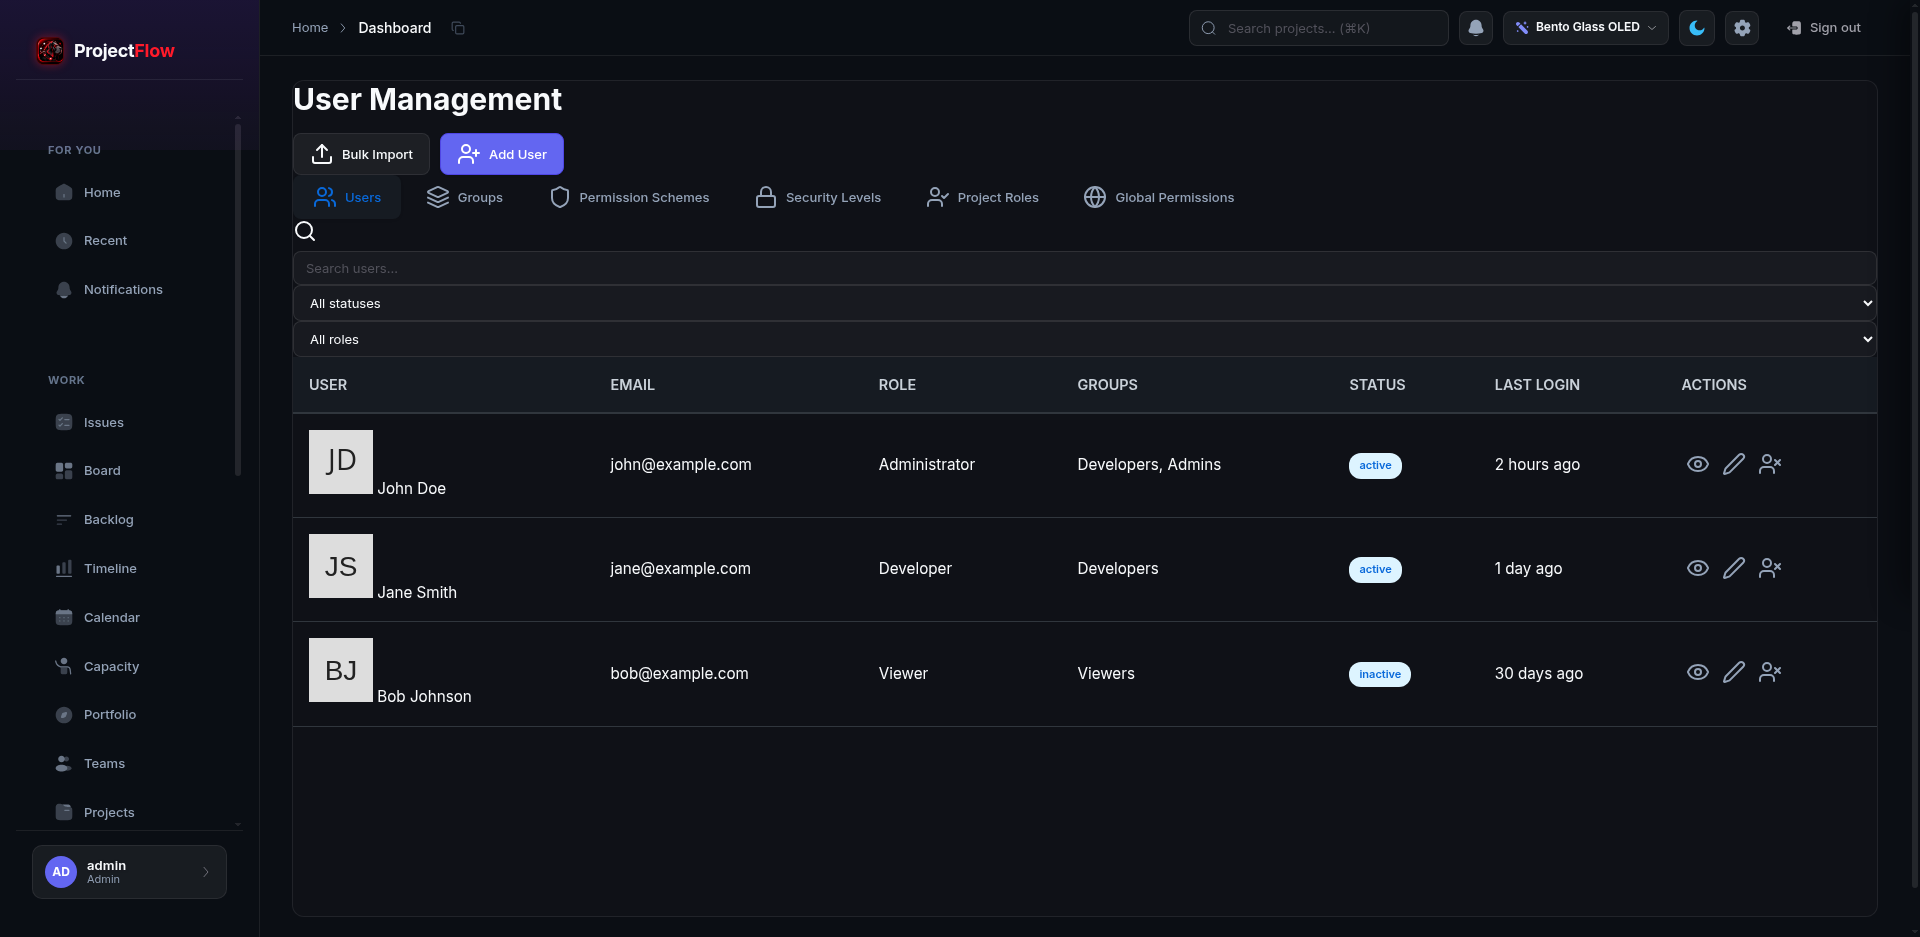 ProjectFlow
Home > Dashboard
Search projects... (⌘K)
Bento Glass OLED
Sign out
FOR YOU
Home
Recent
Notifications
WORK
Issues
Board
Backlog
Timeline
Calendar
Capacity
Portfolio
Teams
Projects
AD
admin
Admin
User Management
Bulk Import
Add User
Users
Groups
Permission Schemes
Security Levels
Project Roles
Global Permissions
Search users...
All statuses
All roles
USER EMAIL ROLE GROUPS STATUS LAST LOGIN ACTIONS
JD John Doe john@example.com Administrator Developers, Admins active 2 hours ago
JS Jane Smith jane@example.com Developer Developers active 1 day ago
BJ Bob Johnson bob@example.com Viewer Viewers inactive 30 days ago